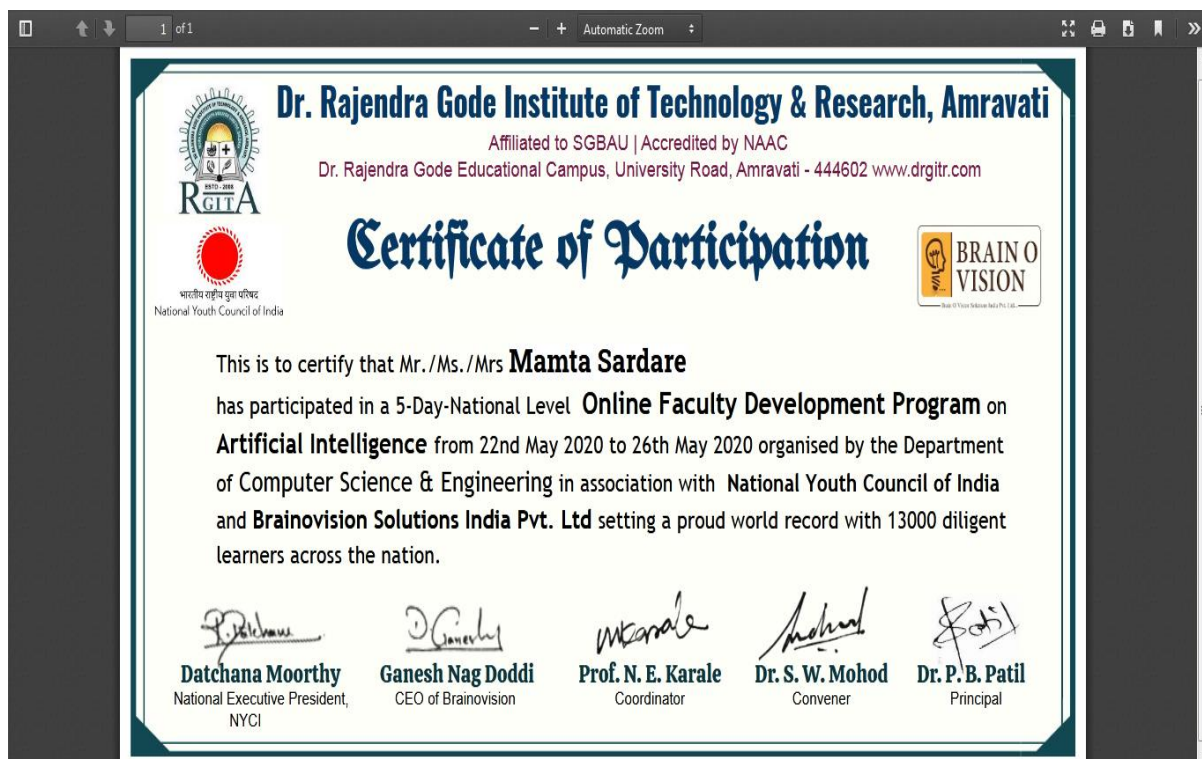 1 of 1
Automatic Zoom
Dr. Rajendra Gode Institute of Technology & Research, Amravati
Affiliated to SGBAU | Accredited by NAAC
Dr. Rajendra Gode Educational Campus, University Road, Amravati - 444602 www.drgitr.com
ESTD - 2008
RGITA
Certificate of Participation
भारतीय राष्ट्रीय युवा परिषद
National Youth Council of India
BRAIN O
VISION
Brain O Vision Solutions India Pvt. Ltd.
This is to certify that Mr./Ms./Mrs Mamta Sardare
has participated in a 5-Day-National Level Online Faculty Development Program on
Artificial Intelligence from 22nd May 2020 to 26th May 2020 organised by the Department
of Computer Science & Engineering in association with National Youth Council of India
and Brainovision Solutions India Pvt. Ltd setting a proud world record with 13000 diligent
learners across the nation.
Datchana Moorthy
National Executive President,
NYCI
Ganesh Nag Doddi
CEO of Brainovision
Prof. N. E. Karale
Coordinator
Dr. S. W. Mohod
Convener
Dr. P. B. Patil
Principal